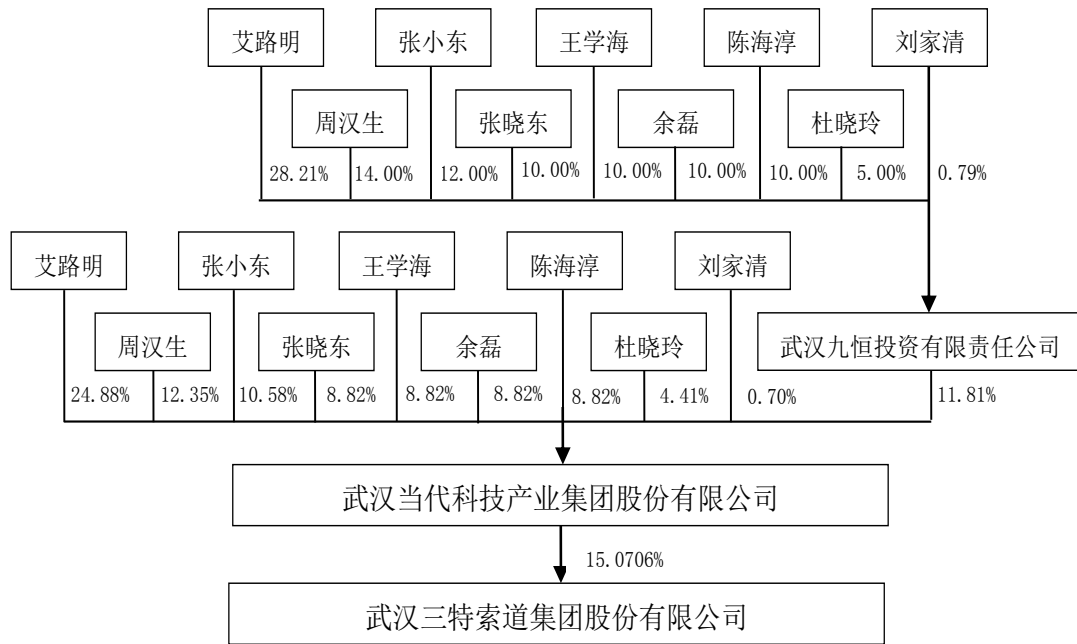 艾路明 张小东 王学海 陈海淳 刘家清
周汉生 张晓东 余磊 杜晓玲
28.21% 14.00% 12.00% 10.00% 10.00% 10.00% 10.00% 5.00% 0.79%
艾路明 张小东 王学海 陈海淳 刘家清
周汉生 张晓东 余磊 杜晓玲 武汉九恒投资有限责任公司
24.88% 12.35% 10.58% 8.82% 8.82% 8.82% 8.82% 4.41% 0.70% 11.81%
武汉当代科技产业集团股份有限公司
15.0706%
武汉三特索道集团股份有限公司